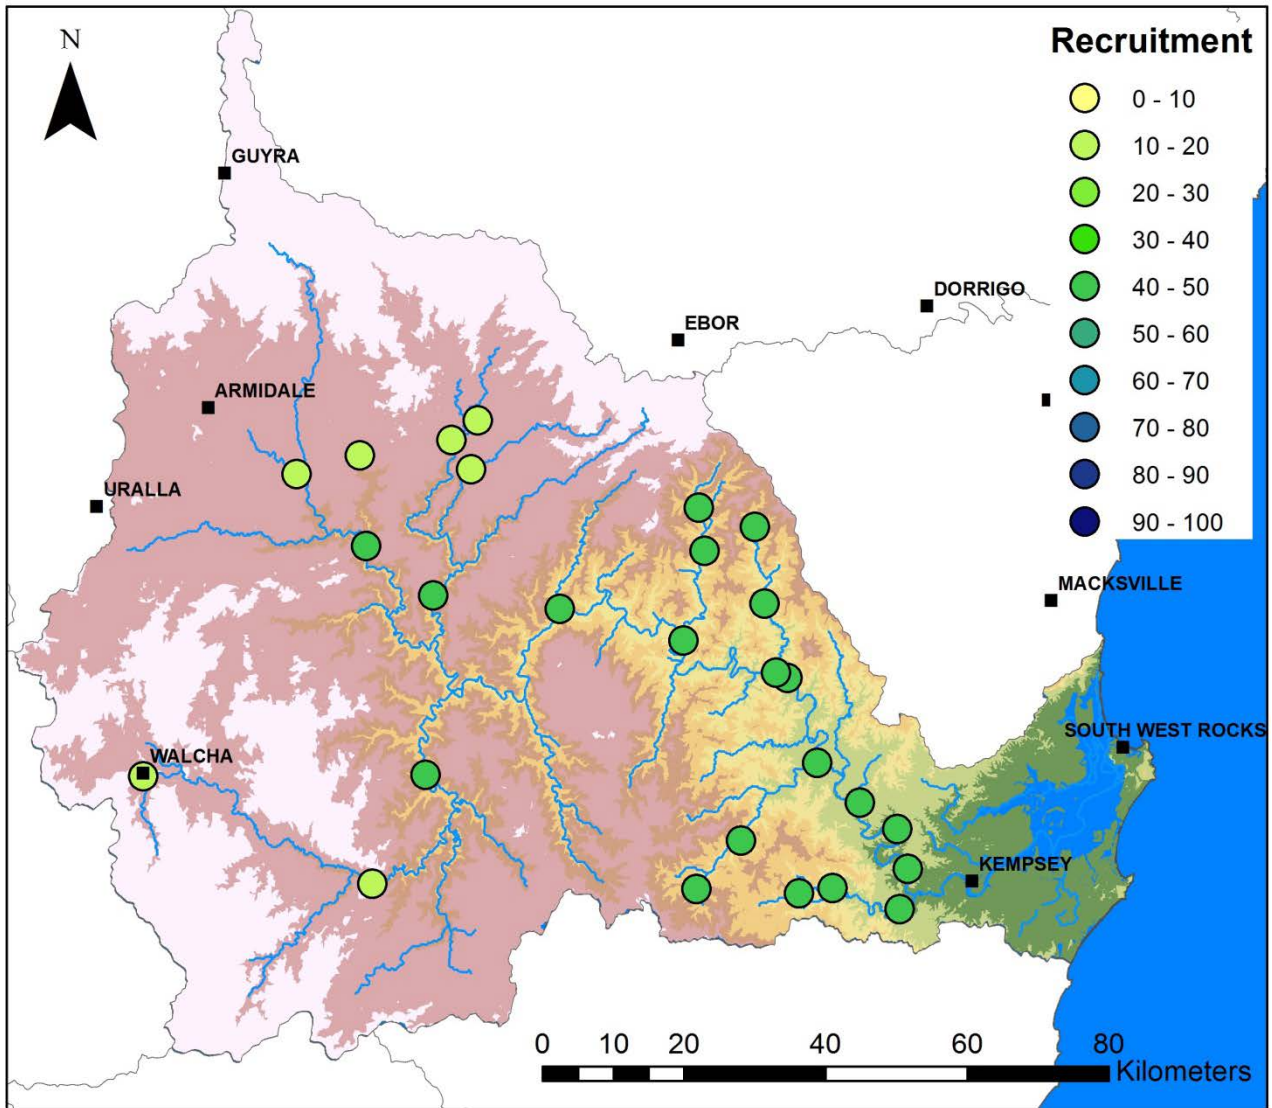 Recruitment
N
0 - 10
10 - 20
GUYRA
20 - 30
30 - 40
DORRIGO
40 - 50
EBOR
50 - 60
60 - 70
ARMIDALE
70 - 80
80 - 90
URALLA
90 - 100
MACKSVILLE
SOUTH WEST ROCKS
WALCHA
KEMPSEY
0 10 20 40 60 80
Kilometers